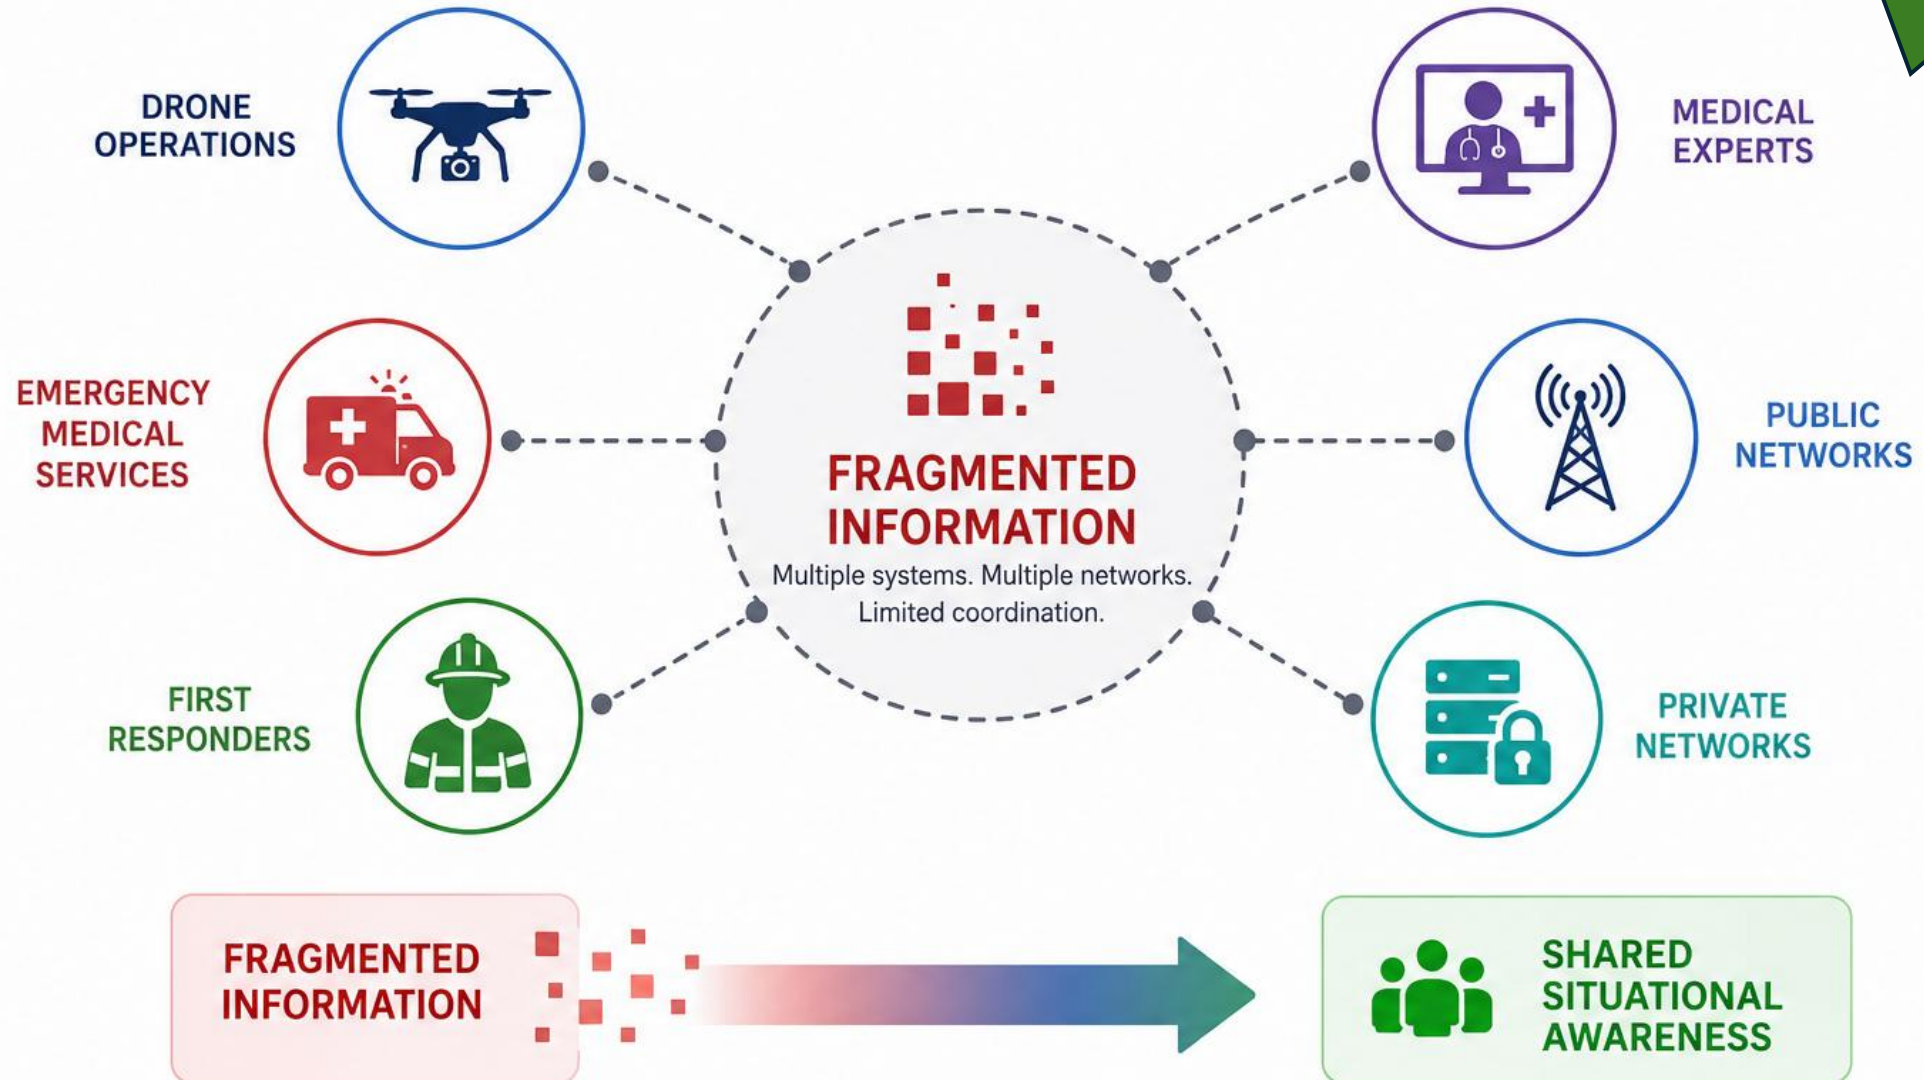 DRONE
OPERATIONS
MEDICAL
EXPERTS
EMERGENCY
MEDICAL
SERVICES
FRAGMENTED
INFORMATION
Multiple systems. Multiple networks.
Limited coordination.
PUBLIC
NETWORKS
FIRST
RESPONDERS
PRIVATE
NETWORKS
FRAGMENTED
INFORMATION
SHARED
SITUATIONAL
AWARENESS